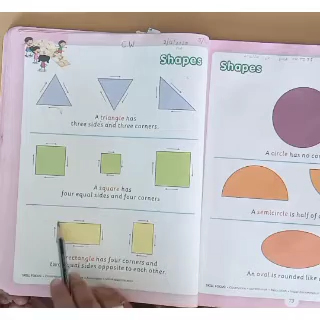 CW
Shapes
A triangle has
three sides and three corners.
A square has
four equal sides and four corners
rectangle has four corners and
equal sides opposite to each other.
Shapes
A circle has no cor
A semicircle is half of
An oval is rounded like